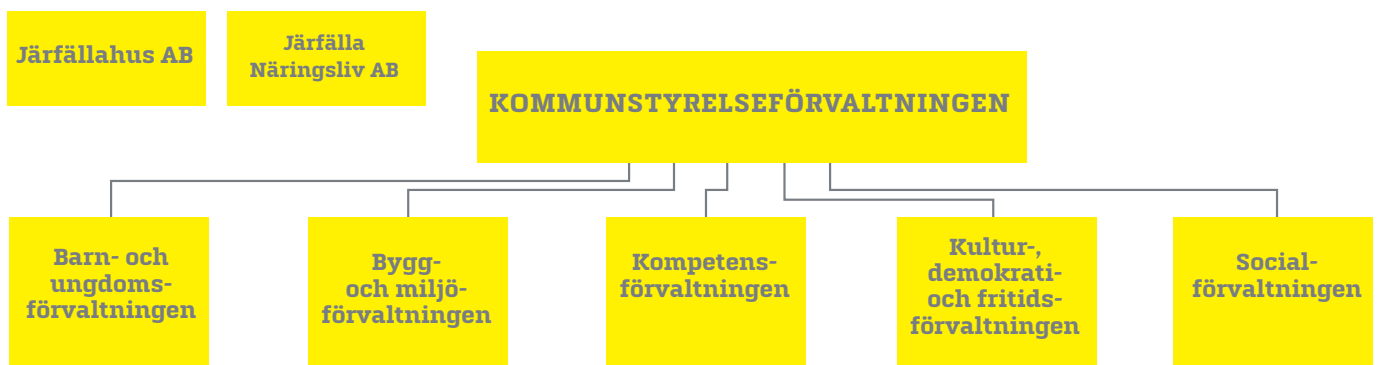 Järfällahus AB
Järfälla
Näringsliv AB
KOMMUNSTYRELSEFÖRVALTNINGEN
Barn- och
ungdoms-
förvaltningen
Bygg-
och miljö-
förvaltningen
Kompetens-
förvaltningen
Kultur-,
demokrati-
och fritids-
förvaltningen
Social-
förvaltningen